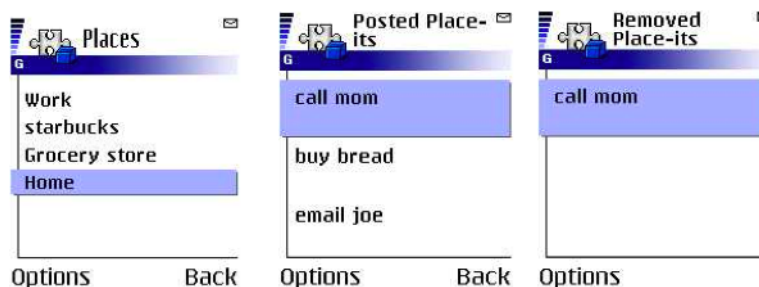 Places
G
Work
starbucks
Grocery store
Home
Options Back
Posted Place-
its
G
call mom
buy bread
email joe
Options Back
Removed
Place-its
G
call mom
Options